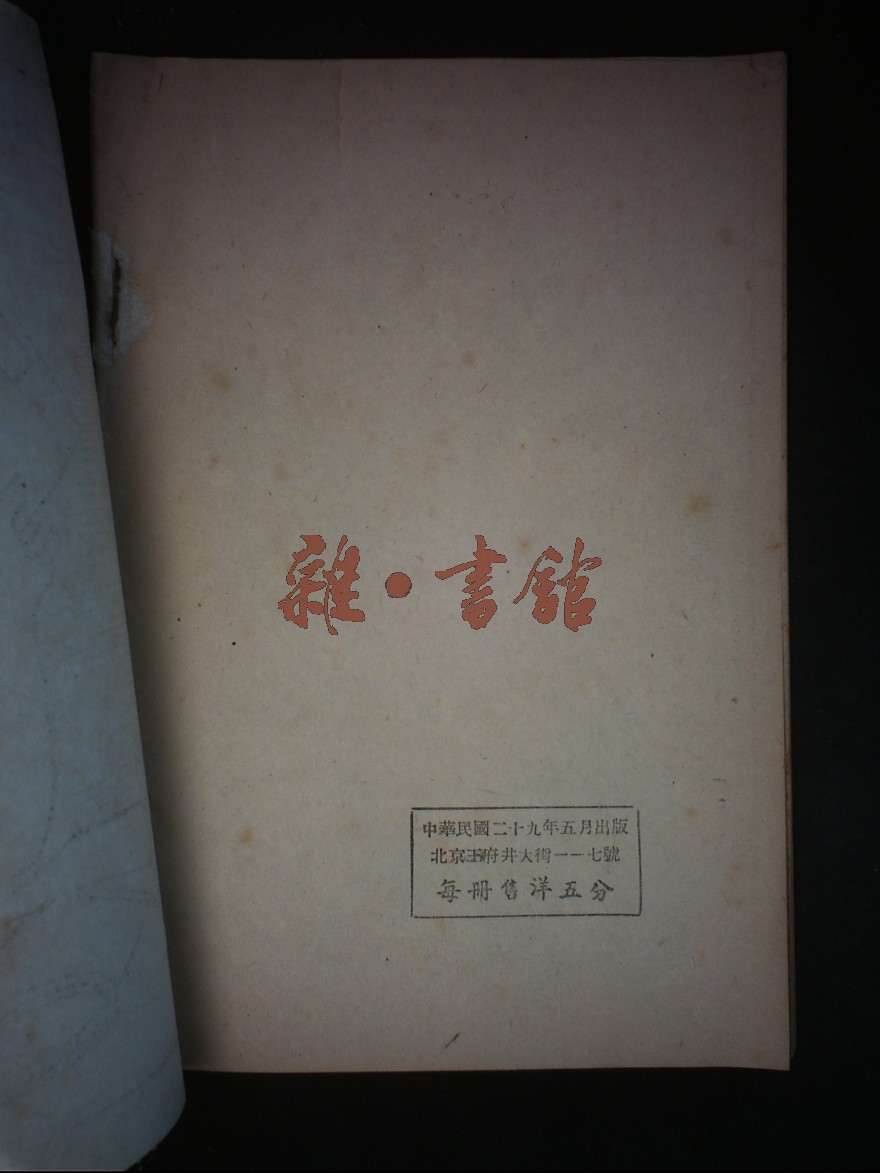 雜·書館
中華民國二十九年五月出版
北京王府井大街一一七號
每冊售洋五分